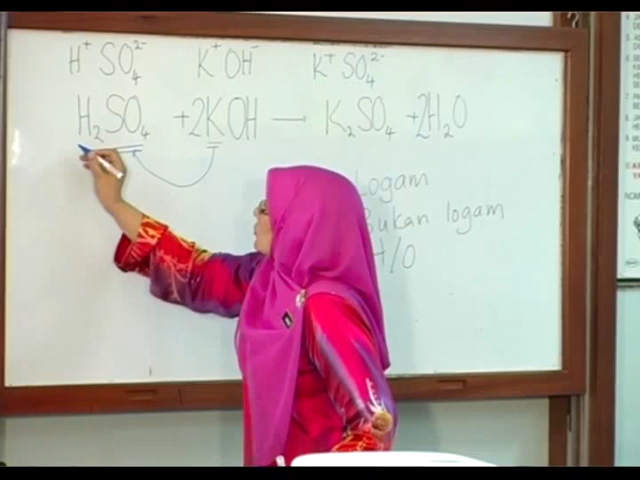 H⁺ SO₄²⁻ K⁺ OH⁻ K⁺ SO₄²⁻
H₂SO₄ + 2KOH → K₂SO₄ + 2H₂O
Logam
Bukan logam
H/O